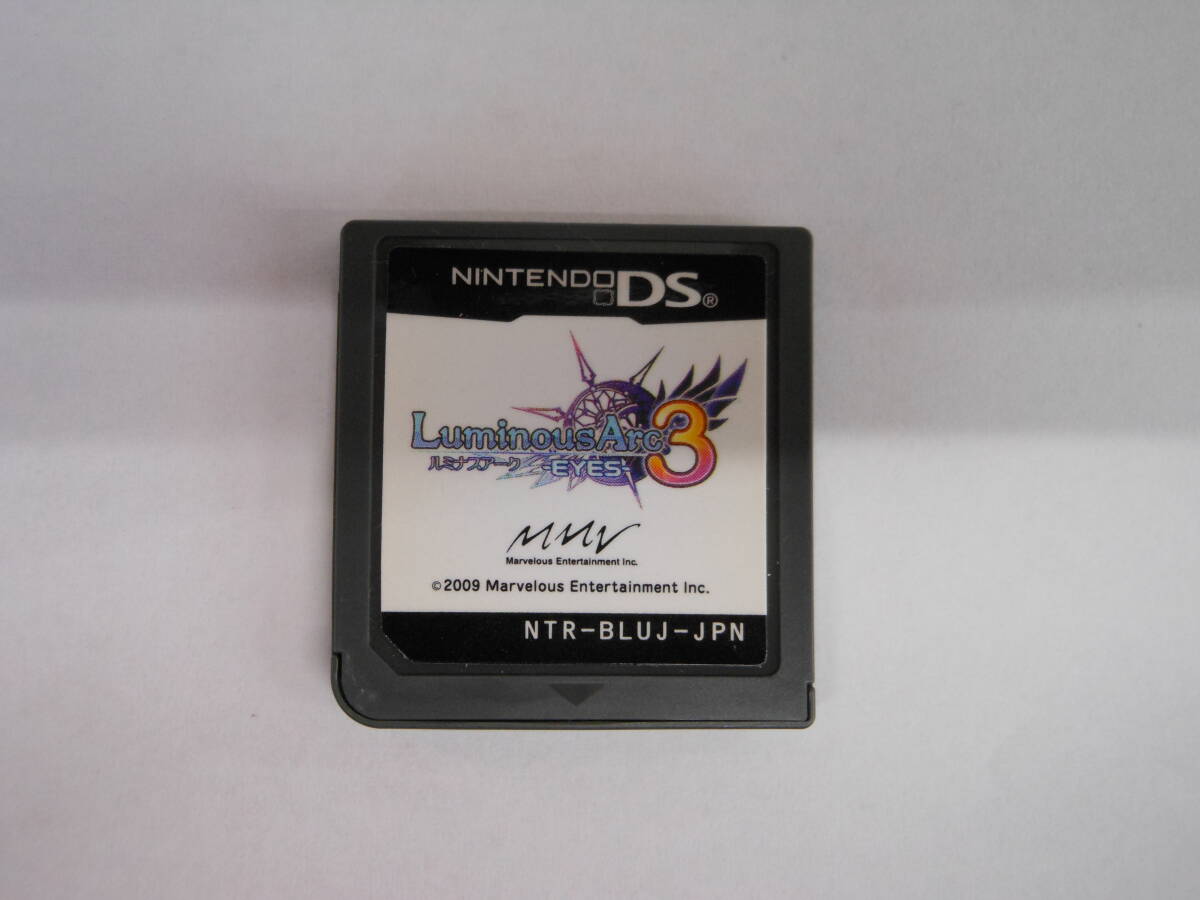 NINTENDO DS®
Luminous Arc 3
ルミナスアーク -EYES-
MMV
Marvelous Entertainment Inc.
©2009 Marvelous Entertainment Inc.
NTR-BLUJ-JPN